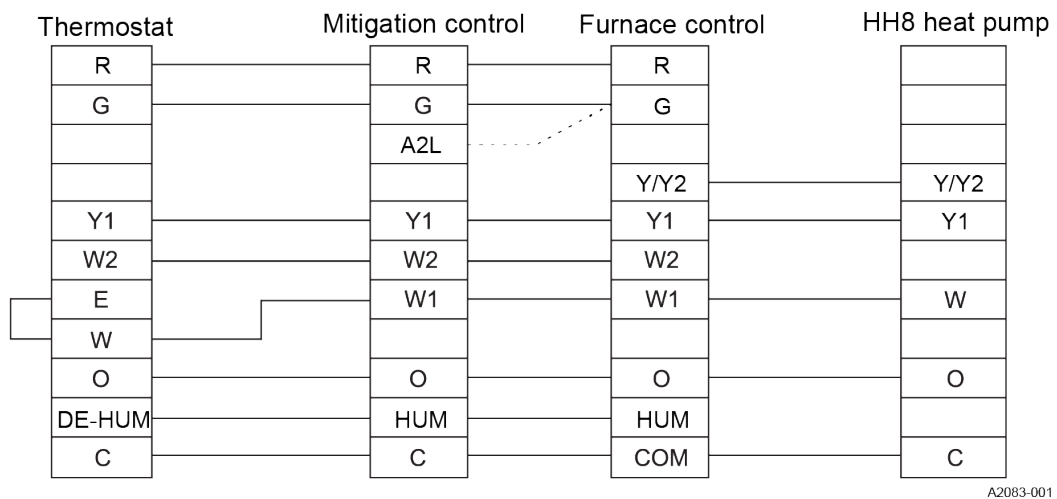 Thermostat Mitigation control Furnace control HH8 heat pump
R R R
G G G
A2L
Y/Y2 Y/Y2
Y1 Y1 Y1 Y1
W2 W2 W2
E W1 W1 W
W
O O O O
DE-HUM HUM HUM
C C COM C
A2083-001